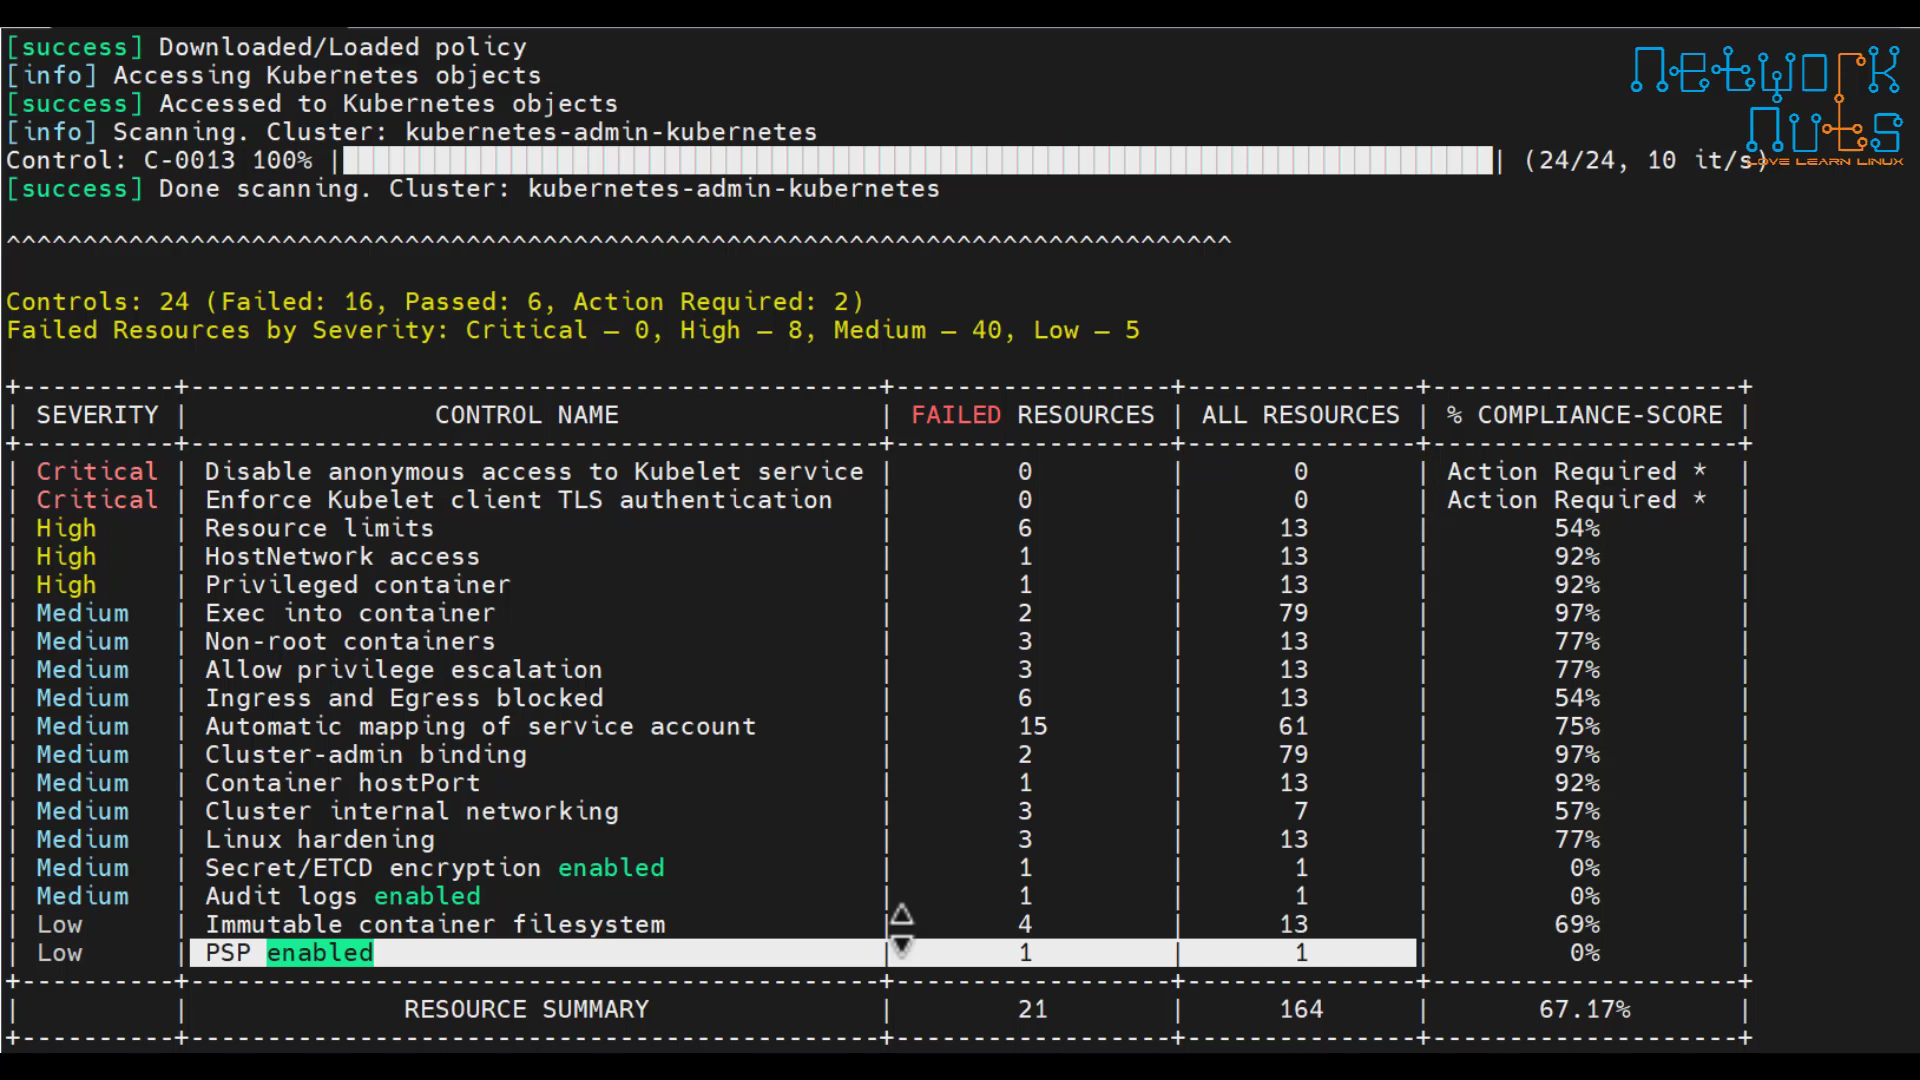 [success] Downloaded/Loaded policy
[info] Accessing Kubernetes objects
[success] Accessed to Kubernetes objects
[info] Scanning. Cluster: kubernetes-admin-kubernetes
Control: C-0013 100% | | (24/24, 10 it/s)
[success] Done scanning. Cluster: kubernetes-admin-kubernetes
^^^^^^^^^^^^^^^^^^^^^^^^^^^^^^^^^^^^^^^^^^^^^^^^^^^^^^^^^^^^^^^^^^^^^^^^^^^^^^^^
Controls: 24 (Failed: 16, Passed: 6, Action Required: 2)
Failed Resources by Severity: Critical — 0, High — 8, Medium — 40, Low — 5
| SEVERITY | CONTROL NAME | FAILED RESOURCES | ALL RESOURCES | % COMPLIANCE-SCORE |
| Critical | Disable anonymous access to Kubelet service | 0 | 0 | Action Required * |
| Critical | Enforce Kubelet client TLS authentication | 0 | 0 | Action Required * |
| High | Resource limits | 6 | 13 | 54% |
| High | HostNetwork access | 1 | 13 | 92% |
| High | Privileged container | 1 | 13 | 92% |
| Medium | Exec into container | 2 | 79 | 97% |
| Medium | Non-root containers | 3 | 13 | 77% |
| Medium | Allow privilege escalation | 3 | 13 | 77% |
| Medium | Ingress and Egress blocked | 6 | 13 | 54% |
| Medium | Automatic mapping of service account | 15 | 61 | 75% |
| Medium | Cluster-admin binding | 2 | 79 | 97% |
| Medium | Container hostPort | 1 | 13 | 92% |
| Medium | Cluster internal networking | 3 | 7 | 57% |
| Medium | Linux hardening | 3 | 13 | 77% |
| Medium | Secret/ETCD encryption enabled | 1 | 1 | 0% |
| Medium | Audit logs enabled | 1 | 1 | 0% |
| Low | Immutable container filesystem | 4 | 13 | 69% |
| Low | PSP enabled | 1 | 1 | 0% |
| | RESOURCE SUMMARY | 21 | 164 | 67.17% |
Network
Nuts
LOVE LEARN LINUX